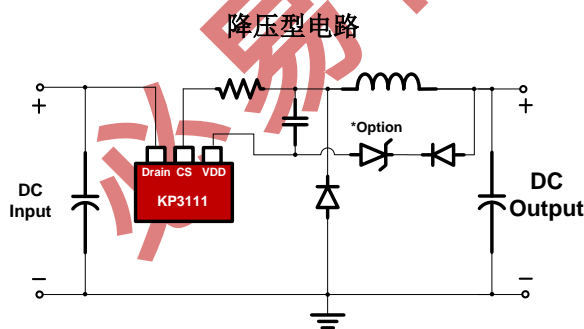 降压型电路
+
+
*Option
Drain CS VDD
KP3111
DC
Input
DC
Output
−
−